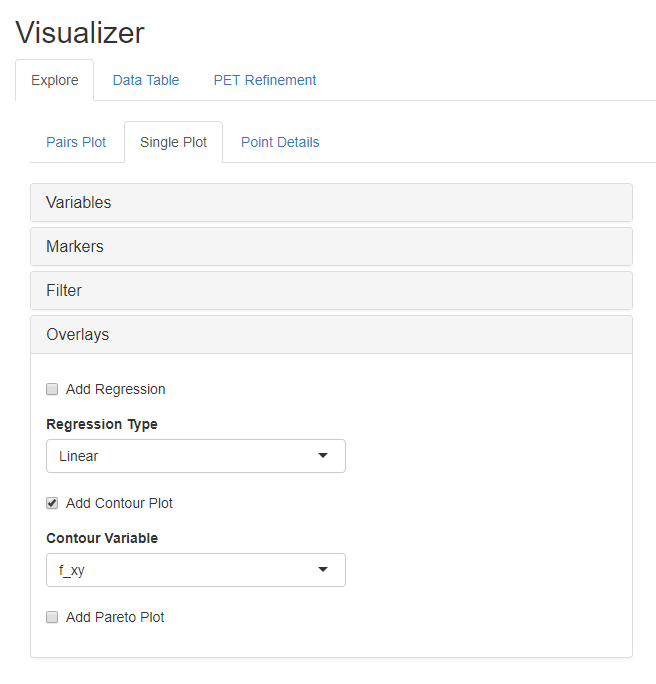 Visualizer
Explore Data Table PET Refinement
Pairs Plot Single Plot Point Details
Variables
Markers
Filter
Overlays
Add Regression
Regression Type
Linear
Add Contour Plot
Contour Variable
f_xy
Add Pareto Plot